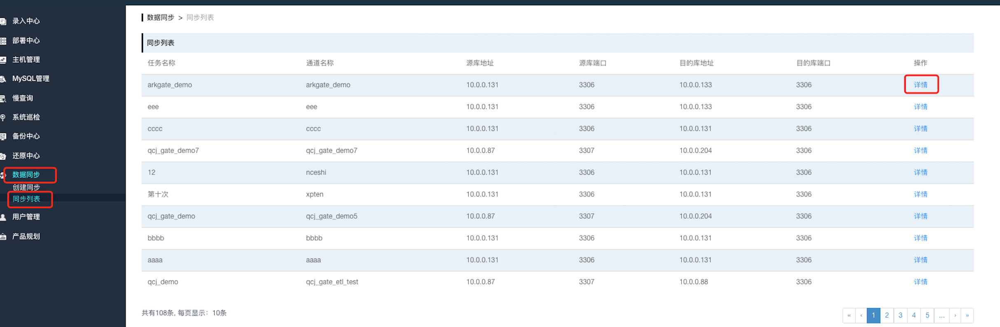 录入中心
部署中心
主机管理
MySQL管理
慢查询
系统巡检
备份中心
还原中心
数据同步
创建同步
同步列表
用户管理
产品规划
数据同步 > 同步列表
同步列表
任务名称 通道名称 源库地址 源库端口 目的库地址 目的库端口 操作
arkgate_demo arkgate_demo 10.0.0.131 3306 10.0.0.133 3306 详情
eee eee 10.0.0.131 3306 10.0.0.133 3306 详情
cccc cccc 10.0.0.131 3306 10.0.0.131 3306 详情
qcj_gate_demo7 qcj_gate_demo7 10.0.0.87 3307 10.0.0.204 3306 详情
12 nceshi 10.0.0.131 3306 10.0.0.131 3306 详情
第十次 xpten 10.0.0.131 3306 10.0.0.131 3306 详情
qcj_gate_demo qcj_gate_demo5 10.0.0.87 3307 10.0.0.204 3306 详情
bbbb bbbb 10.0.0.131 3306 10.0.0.131 3306 详情
aaaa aaaa 10.0.0.131 3306 10.0.0.131 3306 详情
qcj_demo qcj_gate_etl_test 10.0.0.87 3307 10.0.0.88 3306 详情
共有108条, 每页显示：10条
« ‹ 1 2 3 4 5 ... › »